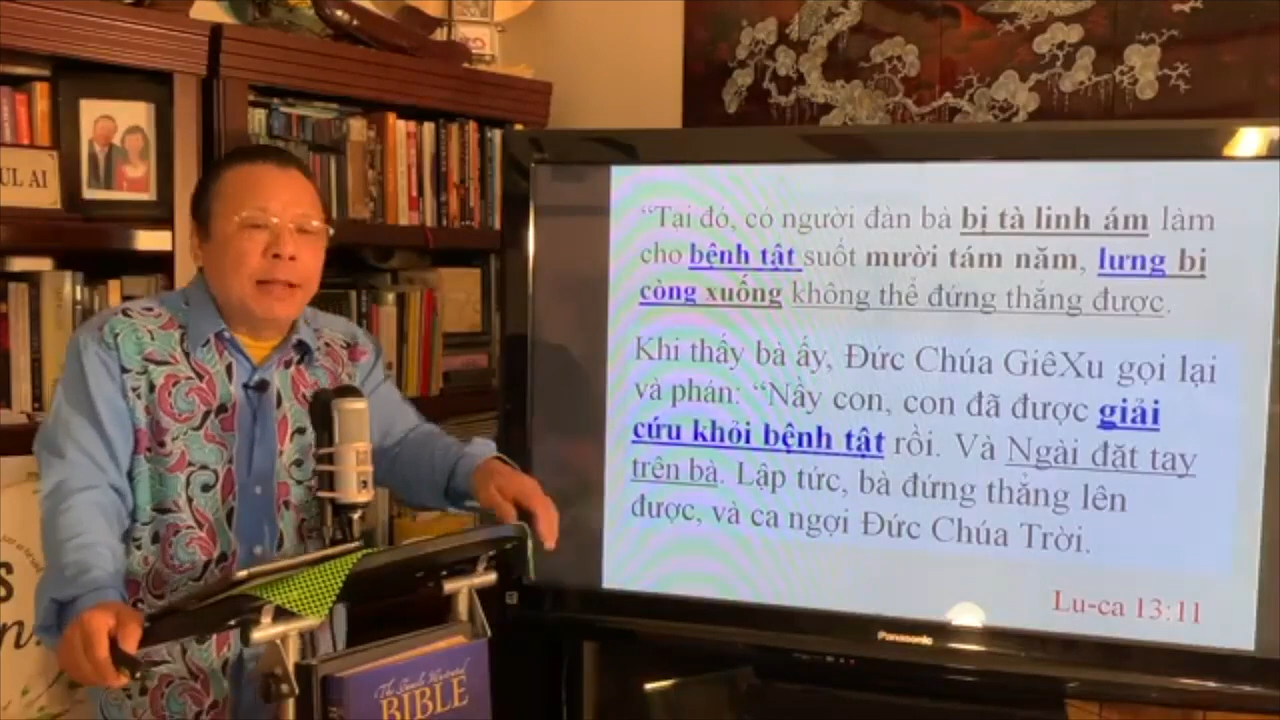 UL AI
“Tại đó, có người đàn bà bị tà linh ám làm
cho bệnh tật suốt mười tám năm, lưng bị
còng xuống không thể đứng thẳng được.
Khi thấy bà ấy, Đức Chúa GiêXu gọi lại
và phán: “Nầy con, con đã được giải
cứu khỏi bệnh tật rồi. Và Ngài đặt tay
trên bà. Lập tức, bà đứng thẳng lên
được, và ca ngợi Đức Chúa Trời.
Lu-ca 13:11
Panasonic
BIBLE